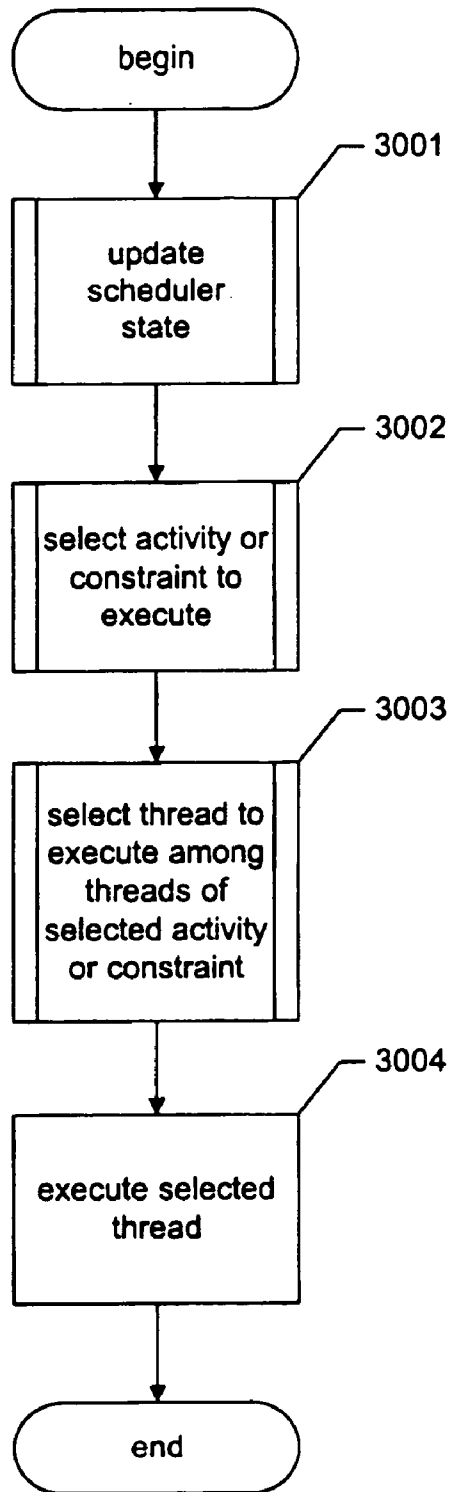 begin
3001
update
scheduler
state
3002
select activity or
constraint to
execute
3003
select thread to
execute among
threads of
selected activity
or constraint
3004
execute selected
thread
end